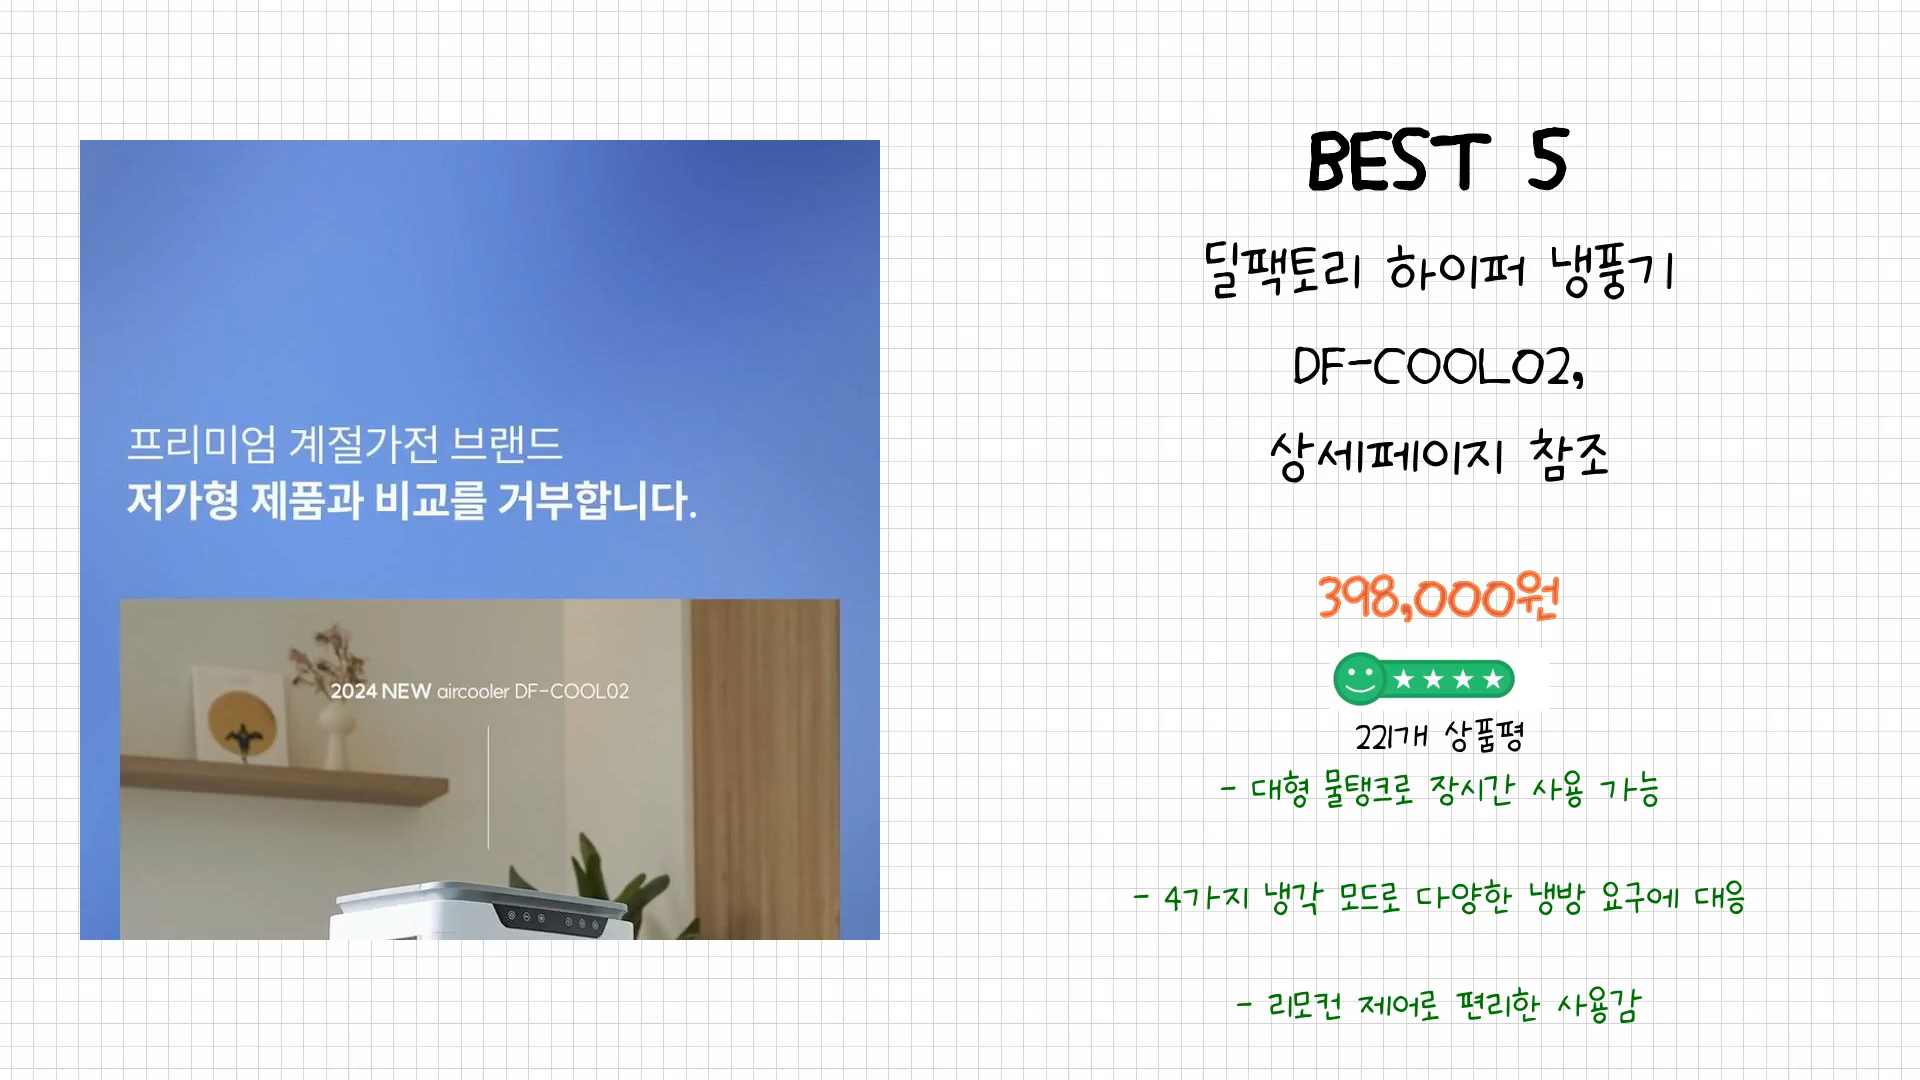 프리미엄 계절가전 브랜드
저가형 제품과 비교를 거부합니다.
2024 NEW aircooler DF-COOL02
BEST 5
딜팩토리 하이퍼 냉풍기
DF-COOL02,
상세페이지 참조
398,000원
221개 상품평
- 대형 물탱크로 장시간 사용 가능
- 4가지 냉각 모드로 다양한 냉방 요구에 대응
- 리모컨 제어로 편리한 사용감